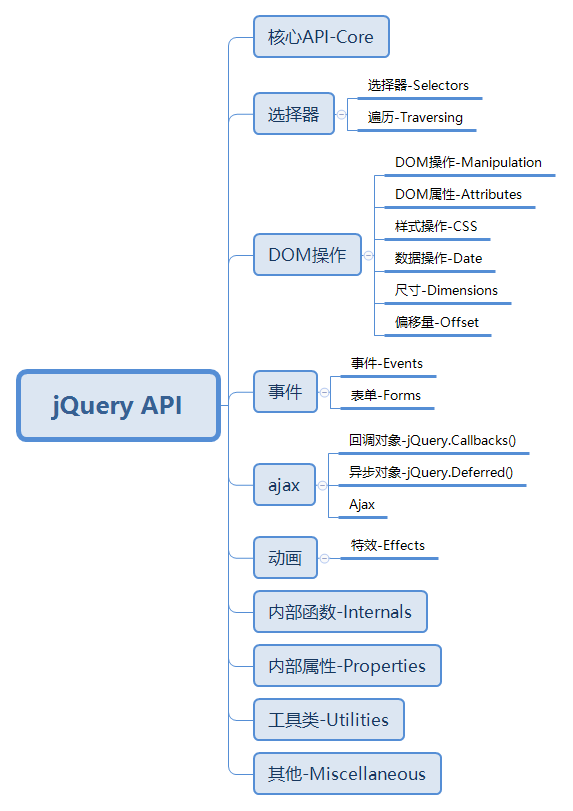 核心API-Core
选择器
选择器-Selectors
遍历-Traversing
DOM操作
DOM操作-Manipulation
DOM属性-Attributes
样式操作-CSS
数据操作-Date
尺寸-Dimensions
偏移量-Offset
jQuery API
事件
事件-Events
表单-Forms
ajax
回调对象-jQuery.Callbacks()
异步对象-jQuery.Deferred()
Ajax
动画
特效-Effects
内部函数-Internals
内部属性-Properties
工具类-Utilities
其他-Miscellaneous